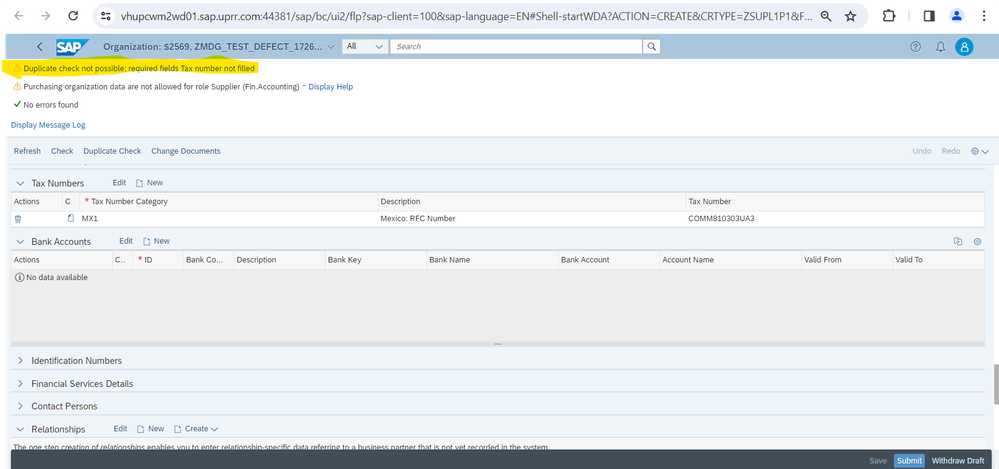 vhupcwm2wd01.sap.uprr.com:44381/sap/bc/ui2/flp?sap-client=100&sap-language=EN#Shell-startWDA?ACTION=CREATE&CRTYPE=ZSUPL1P1&F...
SAP Organization: S2569, ZMDG_TEST_DEFECT_1726... All Search
Duplicate check not possible; required fields Tax number not filled
Purchasing organization data are not allowed for role Supplier (Fin.Accounting) - Display Help
No errors found
Display Message Log
Refresh Check Duplicate Check Change Documents Undo Redo
Tax Numbers Edit New
Actions C. * Tax Number Category Description Tax Number
MX1 Mexico: RFC Number COMM810303UA3
Bank Accounts Edit New
Actions C... * ID Bank Co... Description Bank Key Bank Name Bank Account Account Name Valid From Valid To
No data available
Identification Numbers
Financial Services Details
Contact Persons
Relationships Edit New Create
The one step creation of relationships enables you to enter relationship-specific data referring to a business partner that is not yet recorded in the system.
Save Submit Withdraw Draft